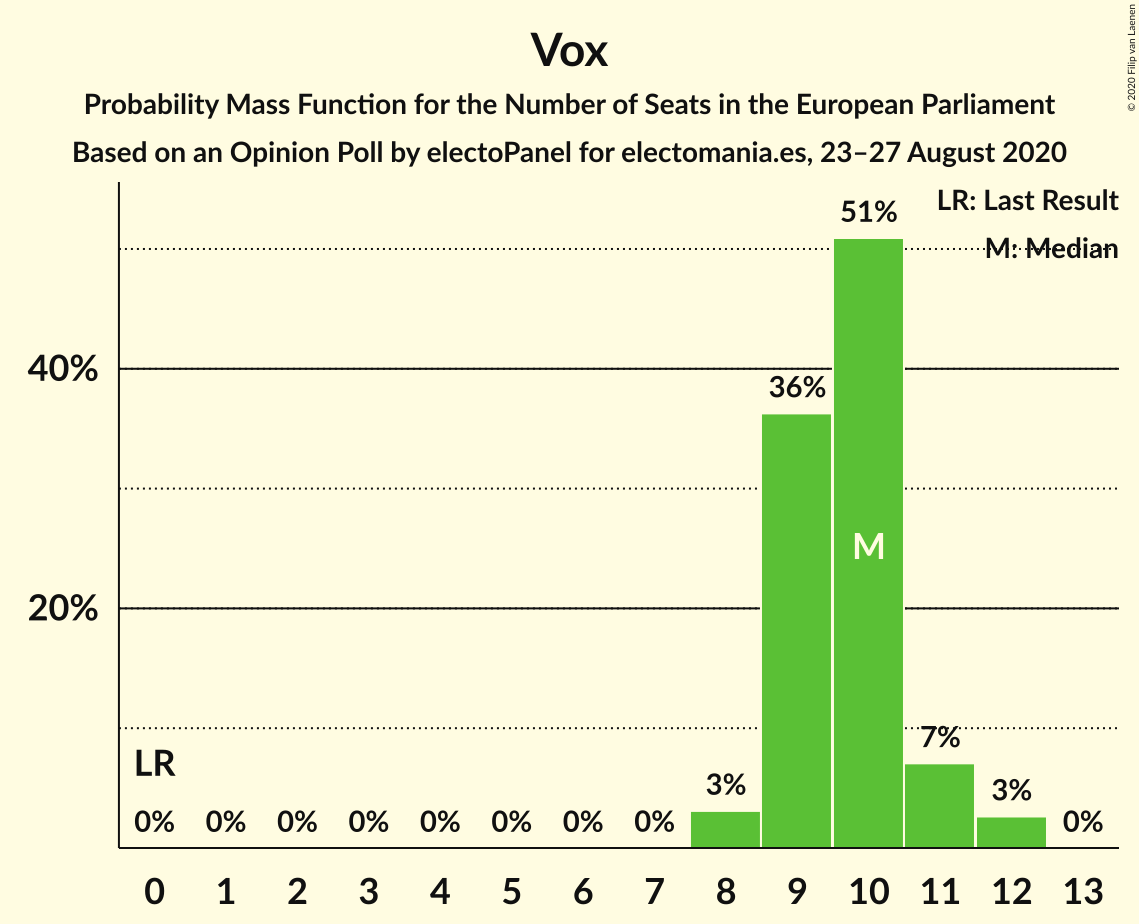 Vox
Probability Mass Function for the Number of Seats in the European Parliament
Based on an Opinion Poll by electoPanel for electomania.es, 23–27 August 2020
© 2020 Filip van Laenen
LR: Last Result
M: Median
51%
40%
36%
M
20%
7%
LR
3%
3%
0% 0% 0% 0% 0% 0% 0% 0% 0%
0 1 2 3 4 5 6 7 8 9 10 11 12 13